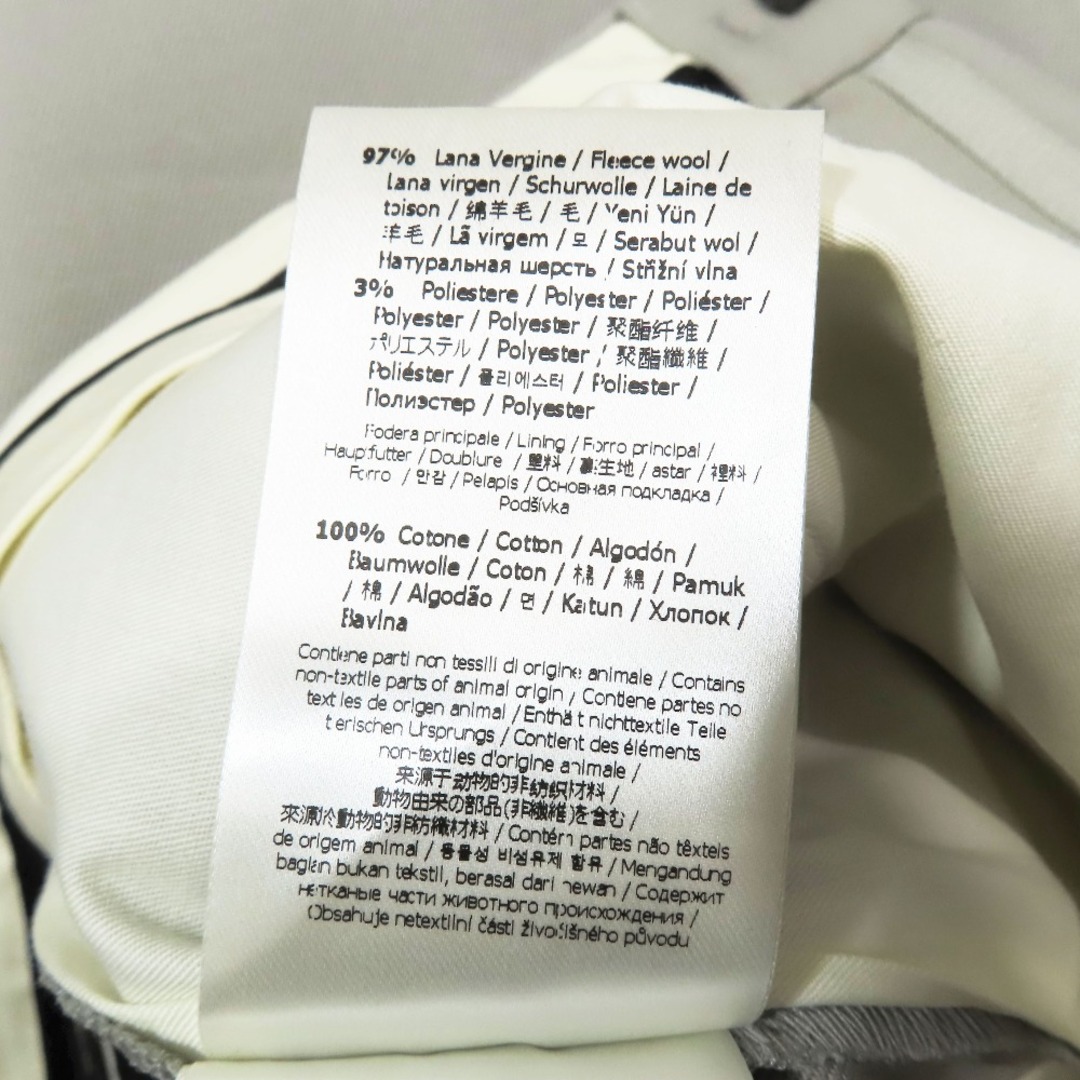 97% Lana Vergine / Fleece wool /
Lana virgen / Schurwolle / Laine de
toison / 綿羊毛 / 毛 / Yeni Yün /
羊毛 / Lã virgem / 모 / Serabut wol /
Натуральная шерсть / Střižní vlna
3% Poliestere / Polyester / Poliéster /
Polyester / Polyester / 聚酯纤维 /
ポリエステル / Polyester / 聚酯纖維 /
Poliéster / 폴리에스터 / Poliester /
Полиэстер / Polyester
Fodera principale / Lining / Forro principal /
Hauptfutter / Doublure / 塑料 / 裏生地 / astar / 裡料 /
Forro / 안감 / Pelapis / Основная подкладка /
Podšívka
100% Cotone / Cotton / Algodón /
Baumwolle / Coton / 棉 / 綿 / Pamuk
/ 棉 / Algodão / 면 / Katun / Хлопок /
Bavlna
Contiene parti non tessili di origine animale / Contains
non-textile parts of animal origin / Contiene partes no
textiles de origen animal / Enthält nichttextile Teile
tierischen Ursprungs / Contient des éléments
non-textiles d'origine animale /
来源于动物的非纺织材料 /
動物由来の部品(非繊維)を含む /
來源於動物的非紡織材料 / Contém partes não têxteis
de origem animal / 동물성 비섬유제 함유 / Mengandung
bagian bukan tekstil, berasal dari hewan / Содержит
нетканые части животного происхождения /
Obsahuje netextilní části živočišného původu